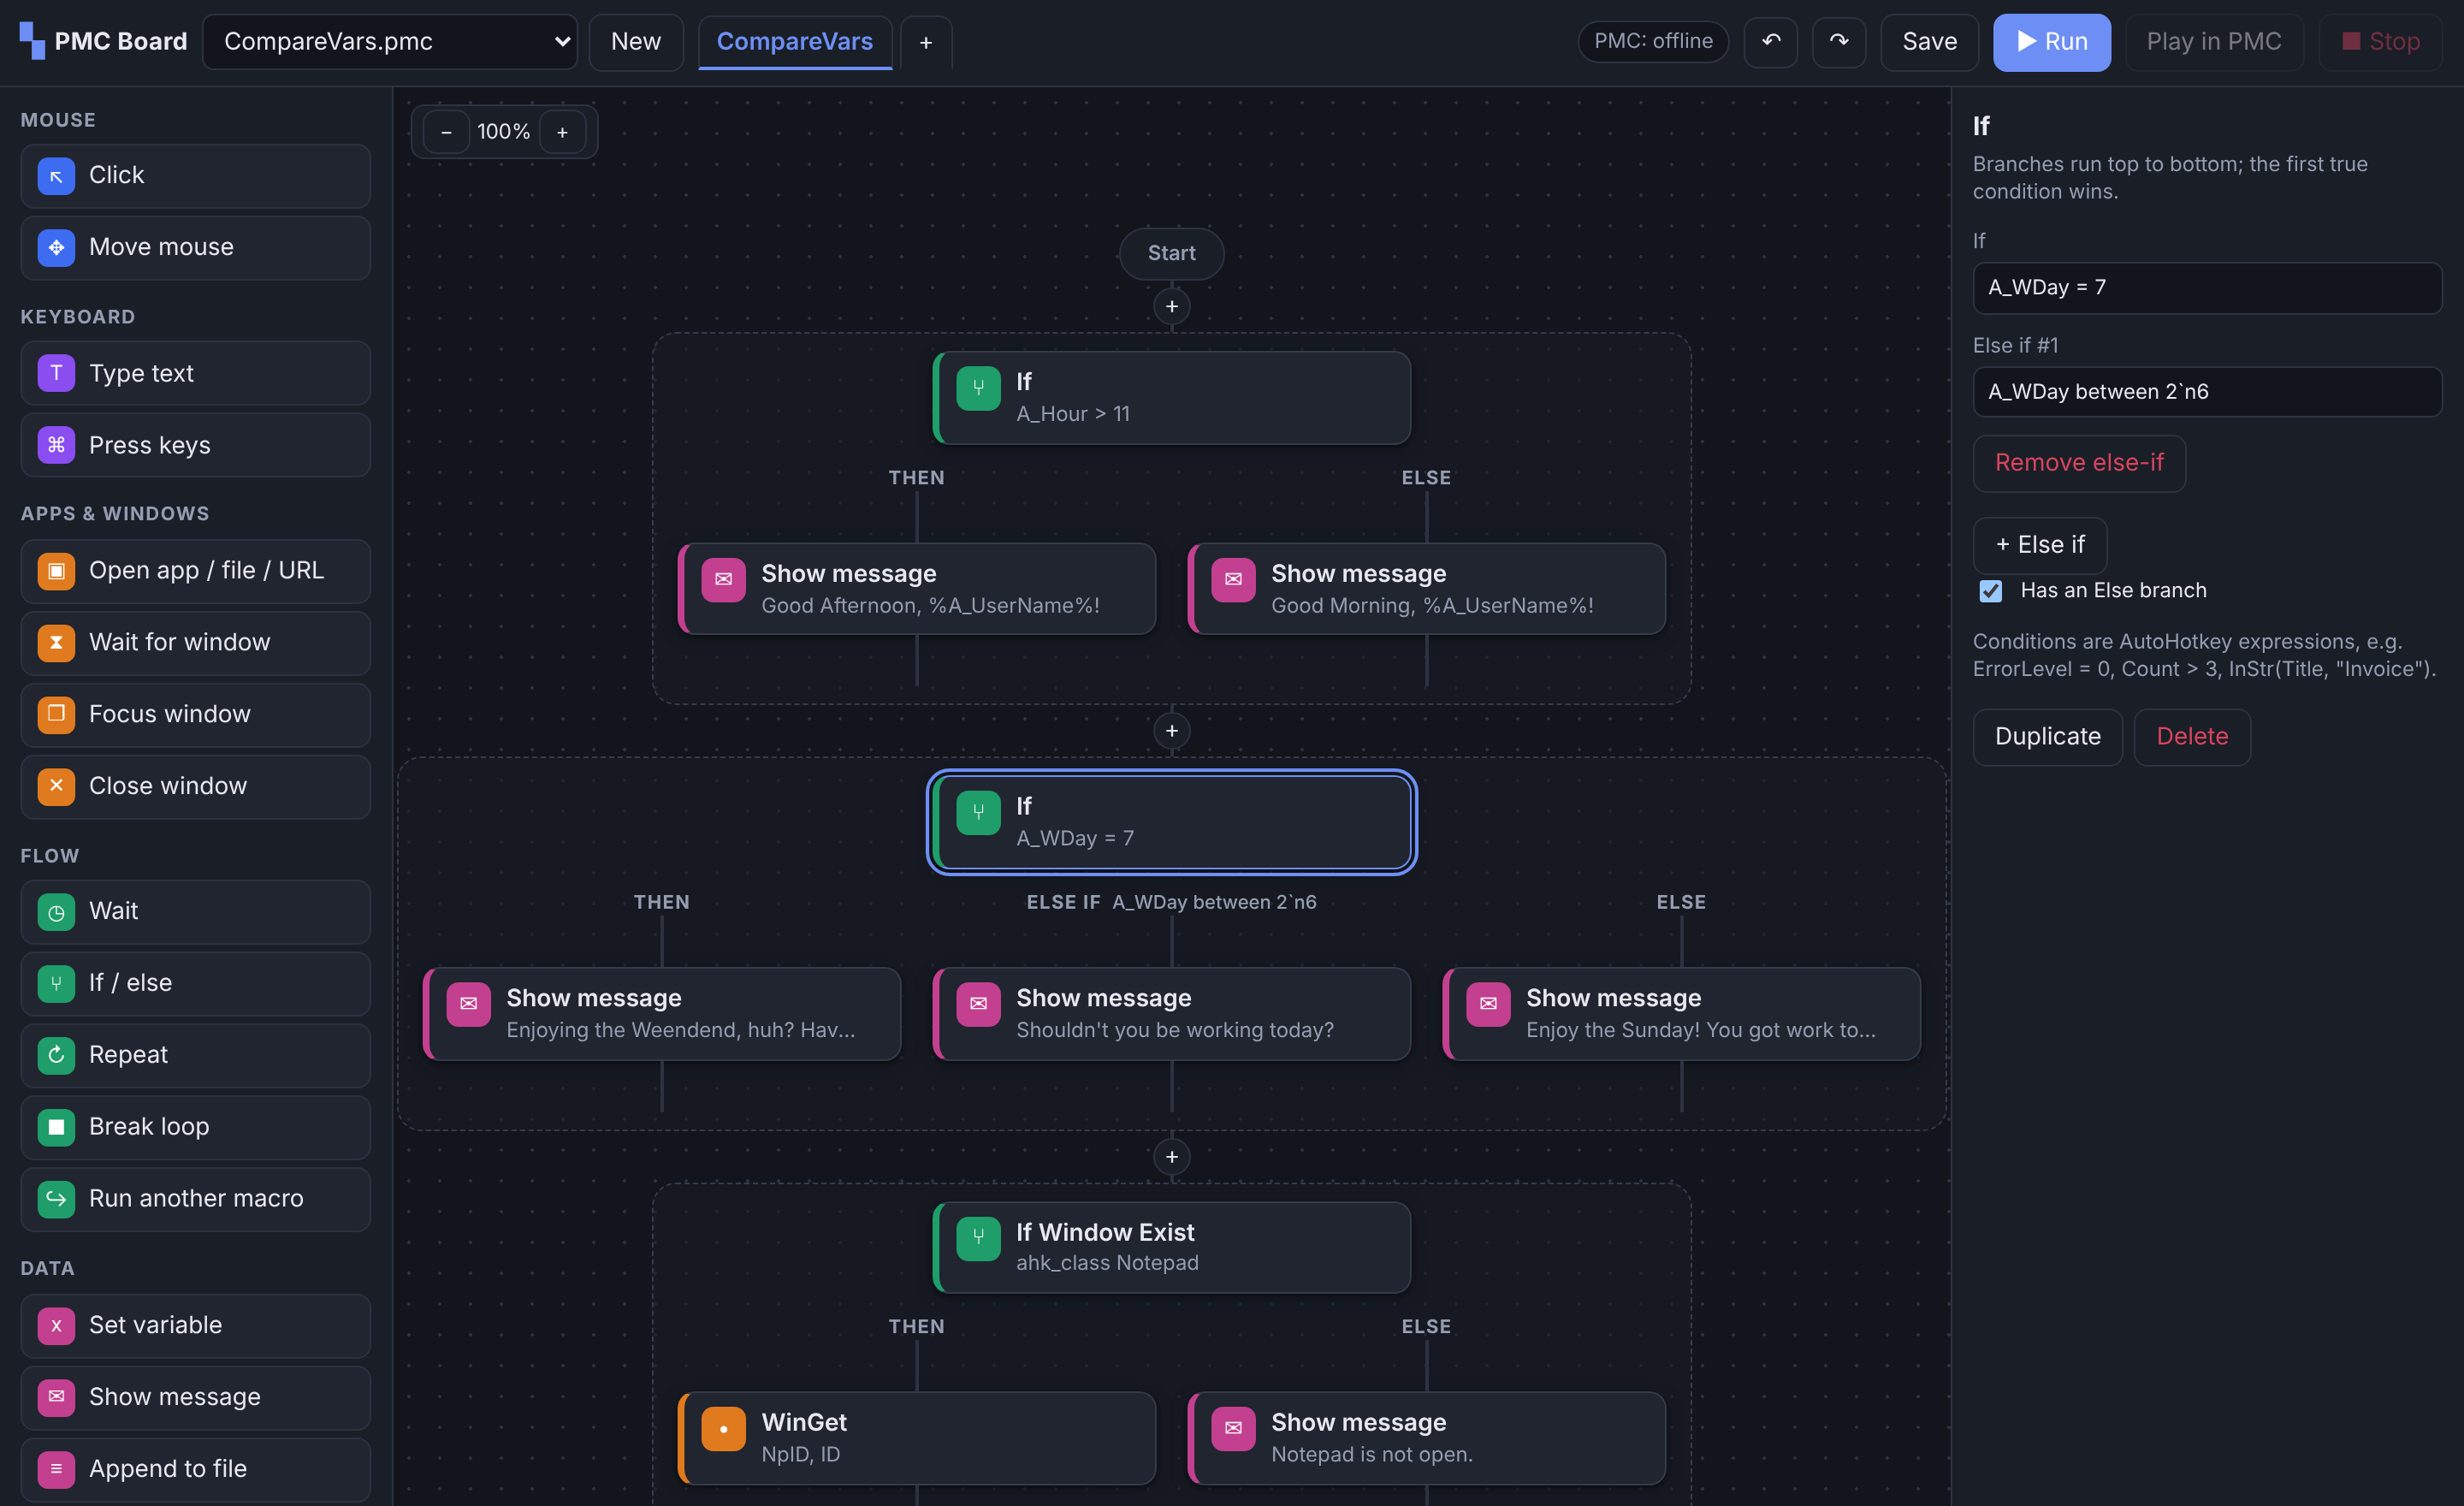 PMC Board
CompareVars.pmc
New
CompareVars
+
PMC: offline
↶
↷
Save
▶ Run
Play in PMC
■ Stop
MOUSE
Click
Move mouse
KEYBOARD
T Type text
⌘ Press keys
APPS & WINDOWS
Open app / file / URL
Wait for window
Focus window
Close window
FLOW
Wait
If / else
Repeat
Break loop
Run another macro
DATA
x Set variable
Show message
Append to file
− 100% +
Start
+
If
A_Hour > 11
THEN ELSE
Show message
Good Afternoon, %A_UserName%!
Show message
Good Morning, %A_UserName%!
+
If
A_WDay = 7
THEN ELSE IF A_WDay between 2`n6 ELSE
Show message
Enjoying the Weendend, huh? Hav...
Show message
Shouldn't you be working today?
Show message
Enjoy the Sunday! You got work to...
+
If Window Exist
ahk_class Notepad
THEN ELSE
WinGet
NpID, ID
Show message
Notepad is not open.
If
Branches run top to bottom; the first true
condition wins.
If
A_WDay = 7
Else if #1
A_WDay between 2`n6
Remove else-if
+ Else if
Has an Else branch
Conditions are AutoHotkey expressions, e.g.
ErrorLevel = 0, Count > 3, InStr(Title, "Invoice").
Duplicate
Delete